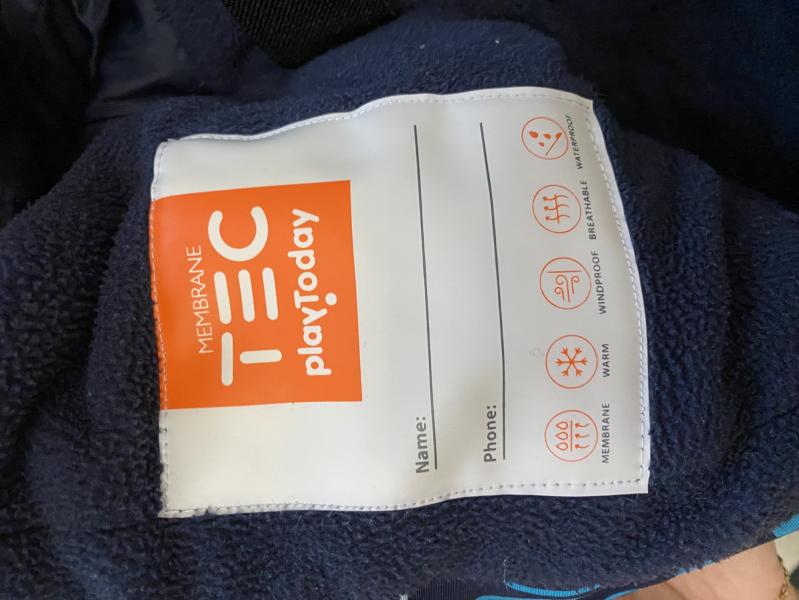 MEMBRANE
TEC
playToday
Name:
Phone:
MEMBRANE WARM WINDPROOF BREATHABLE WATERPROOF